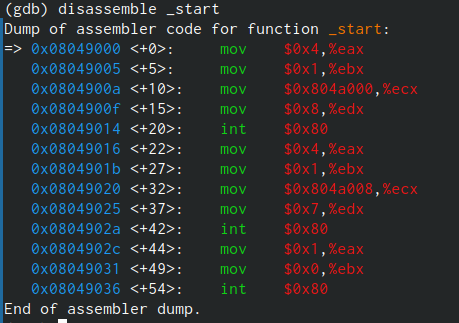 (gdb) disassemble _start
Dump of assembler code for function _start:
=> 0x08049000 <+0>:     mov    $0x4,%eax
   0x08049005 <+5>:     mov    $0x1,%ebx
   0x0804900a <+10>:    mov    $0x804a000,%ecx
   0x0804900f <+15>:    mov    $0x8,%edx
   0x08049014 <+20>:    int    $0x80
   0x08049016 <+22>:    mov    $0x4,%eax
   0x0804901b <+27>:    mov    $0x1,%ebx
   0x08049020 <+32>:    mov    $0x804a008,%ecx
   0x08049025 <+37>:    mov    $0x7,%edx
   0x0804902a <+42>:    int    $0x80
   0x0804902c <+44>:    mov    $0x1,%eax
   0x08049031 <+49>:    mov    $0x0,%ebx
   0x08049036 <+54>:    int    $0x80
End of assembler dump.